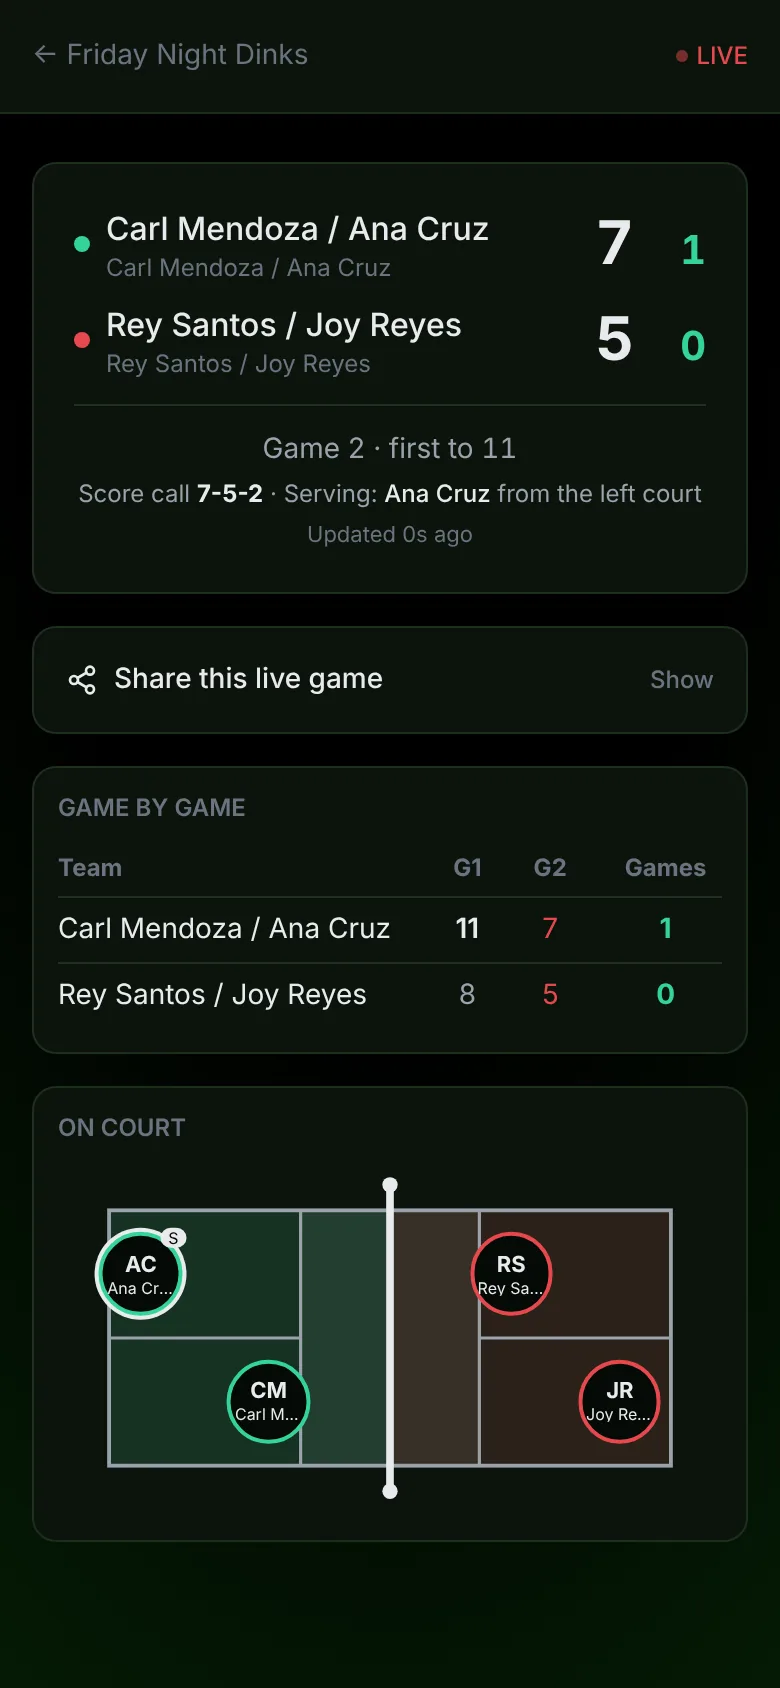 ← Friday Night Dinks
LIVE
Carl Mendoza / Ana Cruz 7 1
Carl Mendoza / Ana Cruz
Rey Santos / Joy Reyes 5 0
Rey Santos / Joy Reyes
Game 2 · first to 11
Score call 7-5-2 · Serving: Ana Cruz from the left court
Updated 0s ago
Share this live game Show
GAME BY GAME
Team G1 G2 Games
Carl Mendoza / Ana Cruz 11 7 1
Rey Santos / Joy Reyes 8 5 0
ON COURT
S
AC
Ana Cr...
RS
Rey Sa...
CM
Carl M...
JR
Joy Re...